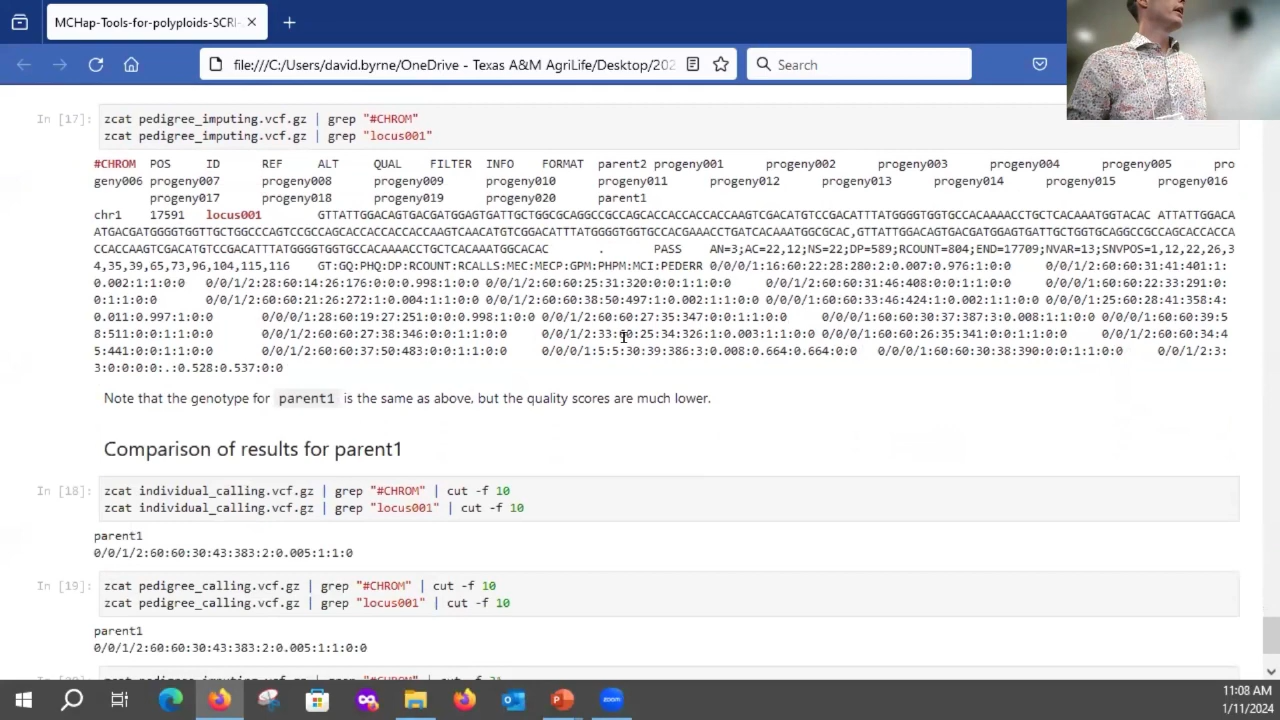 MCHap-Tools-for-polyploids-SCRI-
file:///C:/Users/david.byrne/OneDrive - Texas A&M AgriLife/Desktop/202
Search
In [17]:
zcat pedigree_imputing.vcf.gz | grep "#CHROM"
zcat pedigree_imputing.vcf.gz | grep "locus001"
#CHROM POS ID REF ALT QUAL FILTER INFO FORMAT parent2 progeny001 progeny002 progeny003 progeny004 progeny005 pro
geny006 progeny007 progeny008 progeny009 progeny010 progeny011 progeny012 progeny013 progeny014 progeny015 progeny016
progeny017 progeny018 progeny019 progeny020 parent1
chr1 17591 locus001 GTTATTGGACAGTGACGATGGAGTGATTGCTGGCGCAGGCCGCCAGCACCACCACCACCAAGTCGACATGTCCGACATTTATGGGGTGGTGCCACAAAACCTGCTCACAAATGGTACAC ATTATTGGACA
ATGACGATGGGGTGGTTGCTGGCCCAGTCCGCCAGCACCACCACCACCAAGTCAACATGTCGGACATTTATGGGGTGGTGCCACGAAACCTGATCACAAATGGCAC,GTTATTGGACAATGACGATGGAGTGATTGCTGGTGCAGGCCGCCAGCACCA
CCACCACCAAGTCGACATGTCCGACATTTATGGGGTGGTGCCACAAAACCTGCTCACAAATGGCACAC . PASS AN=3;AC=22,12;NS=22;DP=589;RCOUNT=804;END=17709;NVAR=13;SNVPOS=1,12,22,26,3
4,35,39,65,73,96,104,115,116 GT:GQ:PHQ:DP:RCOUNT:RCALLS:MEC:MECP:GPM:PHPM:MCI:PEDERR 0/0/0/1:16:60:22:28:280:2:0.007:0.976:1:0:0 0/0/0/1:60:60:31:41:401:1:
0.002:1:1:0:0 0/0/1/2:28:60:14:26:176:0:0:0.998:1:0:0 0/0/1/2:60:60:25:31:320:0:0:1:1:0:0 0/0/0/1:60:60:31:46:408:0:0:1:1:0:0 0/0/0/1:60:60:22:33:291:0:
0:1:1:0:0 0/0/1/2:60:60:21:26:272:1:0.004:1:1:0:0 0/0/1/2:60:60:38:50:497:1:0.002:1:1:0:0 0/0/0/1:60:60:33:46:424:1:0.002:1:1:0:0 0/0/0/1:25:60:28:41:358:4:
0.011:0.997:1:0:0 0/0/0/1:28:60:19:27:251:0:0:0.998:1:0:0 0/0/1/2:60:60:27:35:347:0:0:1:1:0:0 0/0/0/1:60:60:30:37:387:3:0.008:1:1:0:0 0/0/0/1:60:60:39:5
8:511:0:0:1:1:0:0 0/0/1/2:60:60:27:38:346:0:0:1:1:0:0 0/0/1/2:33:60:25:34:326:1:0.003:1:1:0:0 0/0/0/1:60:60:26:35:341:0:0:1:1:0:0 0/0/1/2:60:60:34:4
5:441:0:0:1:1:0:0 0/0/0/1:60:60:37:50:483:0:0:1:1:0:0 0/0/0/1:5:5:30:39:386:3:0.008:0.664:0.664:0:0 0/0/0/1:60:60:30:38:390:0:0:1:1:0:0 0/0/1/2:3:
3:0:0:0:0:.:0.528:0.537:0:0
Note that the genotype for parent1 is the same as above, but the quality scores are much lower.
Comparison of results for parent1
In [18]:
zcat individual_calling.vcf.gz | grep "#CHROM" | cut -f 10
zcat individual_calling.vcf.gz | grep "locus001" | cut -f 10
parent1
0/0/1/2:60:60:30:43:383:2:0.005:1:1:0
In [19]:
zcat pedigree_calling.vcf.gz | grep "#CHROM" | cut -f 10
zcat pedigree_calling.vcf.gz | grep "locus001" | cut -f 10
parent1
0/0/1/2:60:60:30:43:383:2:0.005:1:1:0:0
zoom
11:08 AM
1/11/2024